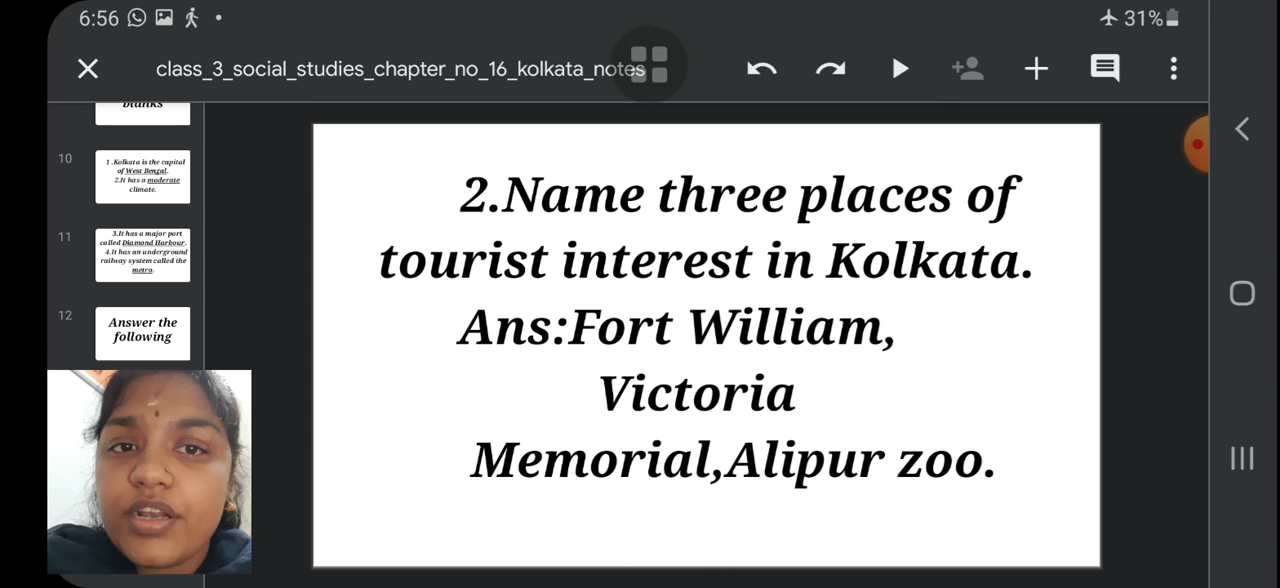 6:56
31%
class_3_social_studies_chapter_no_16_kolkata_notes
blanks
10
1 .Kolkata is the capital
of West Bengal.
2.It has a moderate
climate.
11
3.It has a major port
called Diamond Harbour.
4.It has an underground
railway system called the
metro.
12
Answer the
following
2.Name three places of
tourist interest in Kolkata.
Ans:Fort William,
Victoria
Memorial,Alipur zoo.